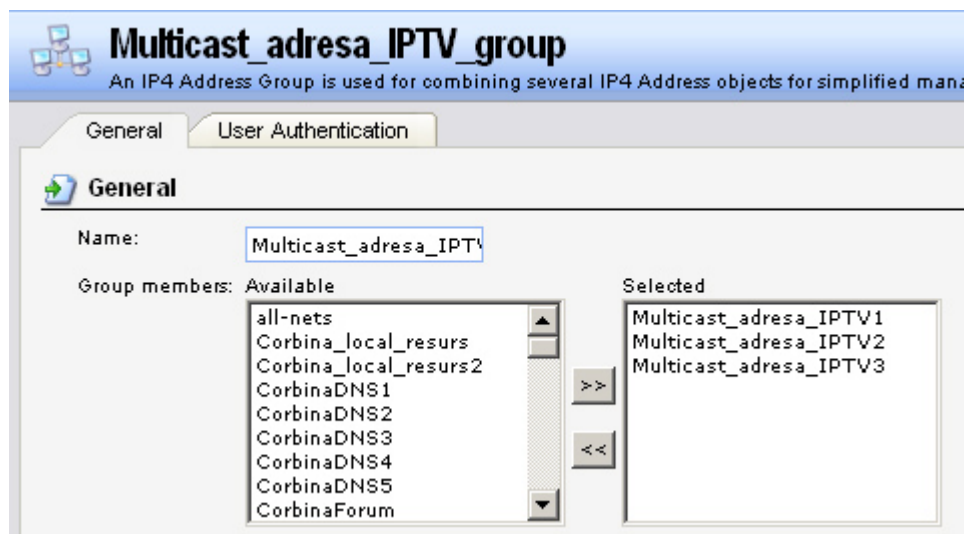 Multicast_adresa_IPTV_group
An IP4 Address Group is used for combining several IP4 Address objects for simplified mana
General User Authentication
General
Name: Multicast_adresa_IPT
Group members: Available Selected
all-nets
Corbina_local_resurs
Corbina_local_resurs2
CorbinaDNS1
CorbinaDNS2
CorbinaDNS3
CorbinaDNS4
CorbinaDNS5
CorbinaForum
>>
<<
Multicast_adresa_IPTV1
Multicast_adresa_IPTV2
Multicast_adresa_IPTV3